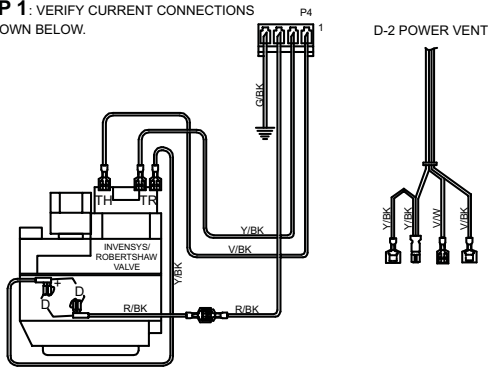 P 1: VERIFY CURRENT CONNECTIONS
OWN BELOW.
P4
1
D-2 POWER VENT
G/BK
TH
TR
Y/BK
V/BK
INVENSYS/
ROBERTSHAW
VALVE
Y/BK
+
D
D
R/BK
R/BK
Y/BK
Y/BK
V/W
V/BK